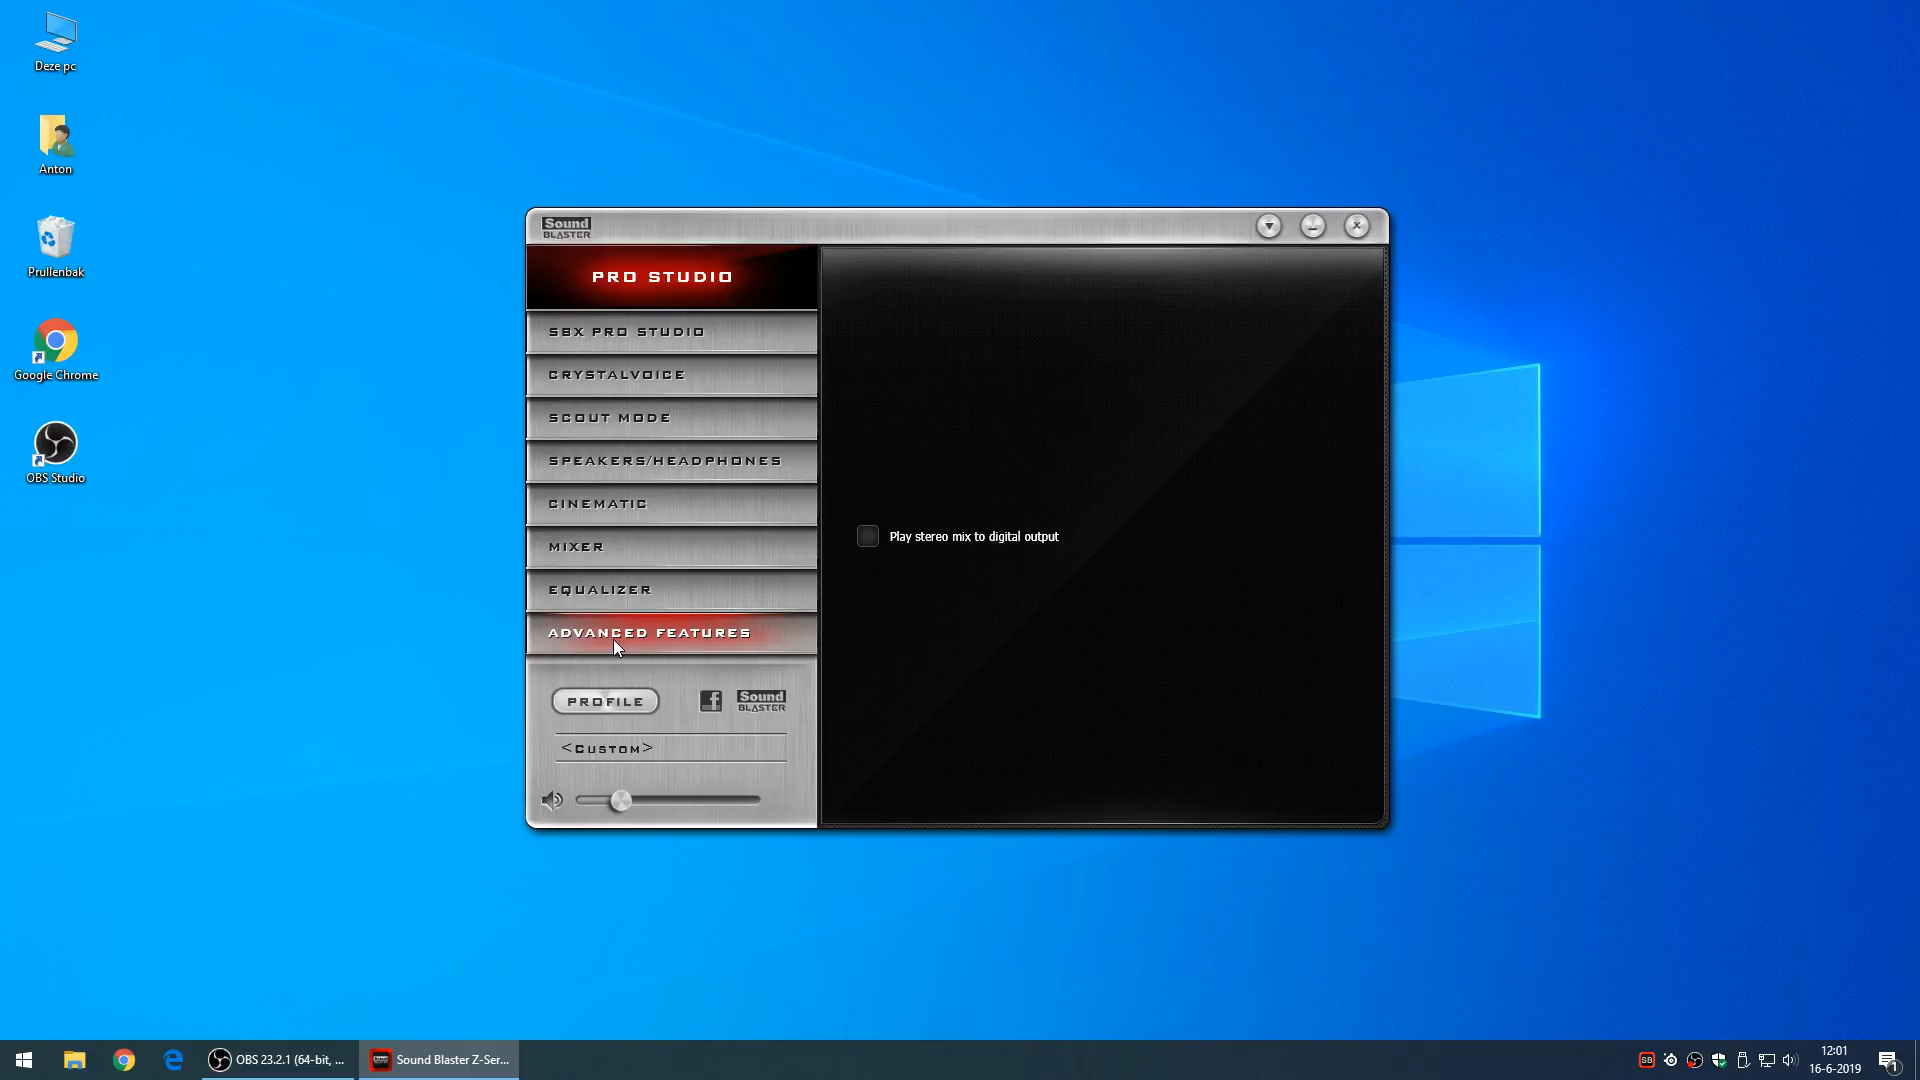 Deze pc
Anton
Prullenbak
Google Chrome
OBS Studio
Sound
BLASTER
PRO STUDIO
SBX PRO STUDIO
CRYSTALVOICE
SCOUT MODE
SPEAKERS/HEADPHONES
CINEMATIC
MIXER
EQUALIZER
ADVANCED FEATURES
PROFILE
f
Sound
BLASTER
<Custom>
Play stereo mix to digital output
OBS 23.2.1 (64-bit, ...
Sound Blaster Z-Ser...
SB
12:01
16-6-2019
1